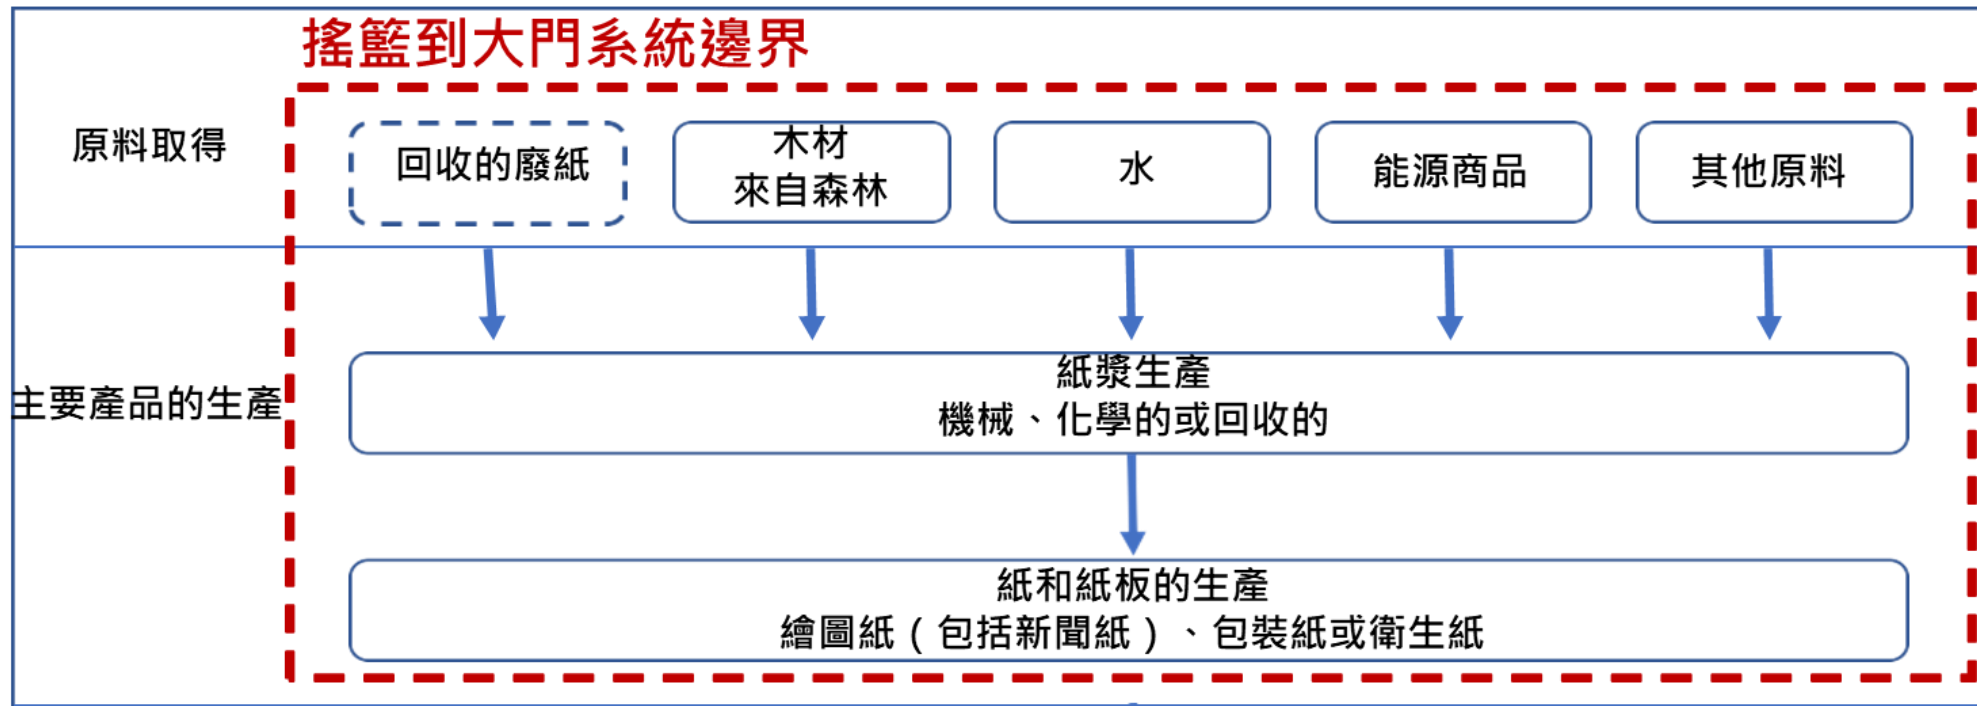 搖籃到大門系統邊界
原料取得
回收的廢紙
木材
來自森林
水
能源商品
其他原料
主要產品的生產
紙漿生產
機械、化學的或回收的
紙和紙板的生產
繪圖紙（包括新聞紙）、包裝紙或衛生紙